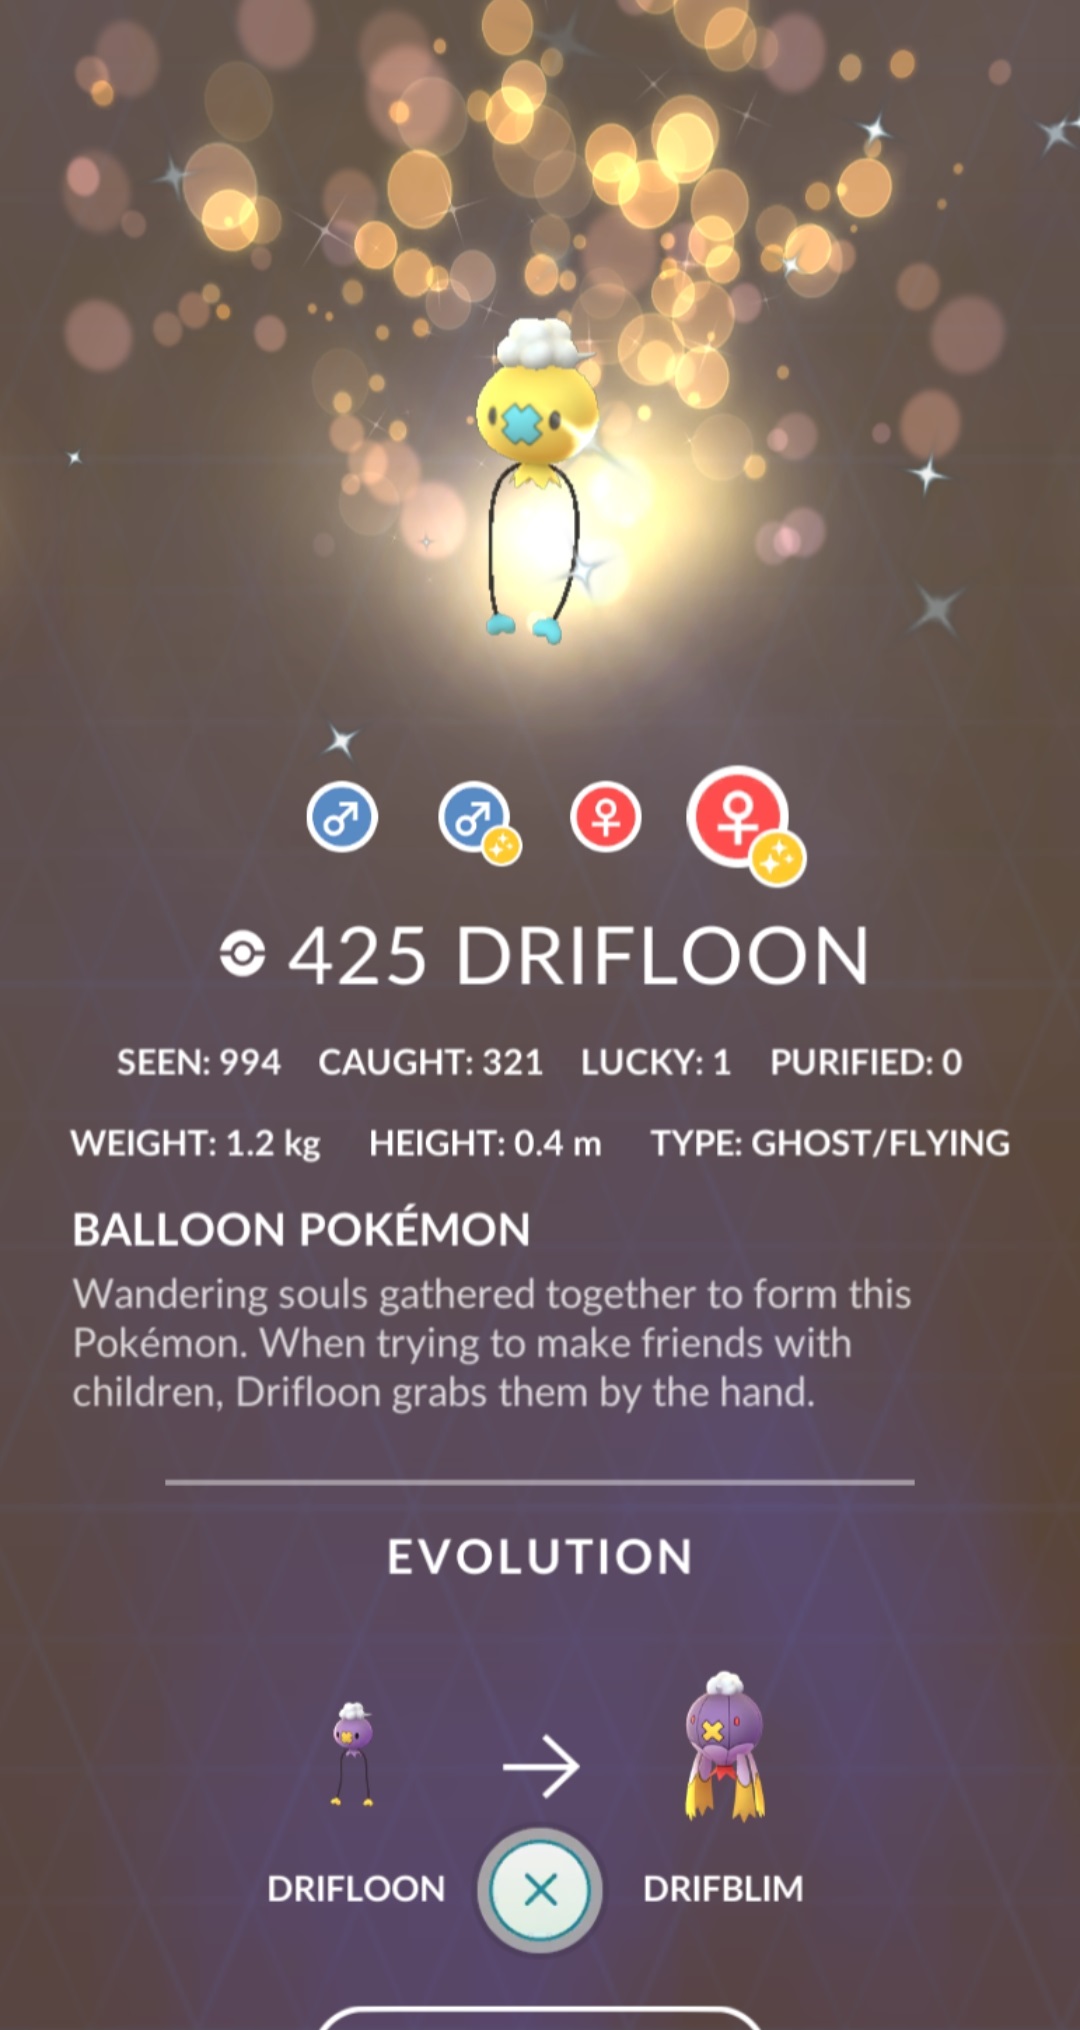 425 DRIFLOON
SEEN: 994 CAUGHT: 321 LUCKY: 1 PURIFIED: 0
WEIGHT: 1.2 kg HEIGHT: 0.4 m TYPE: GHOST/FLYING
BALLOON POKÉMON
Wandering souls gathered together to form this
Pokémon. When trying to make friends with
children, Drifloon grabs them by the hand.
EVOLUTION
DRIFLOON DRIFBLIM